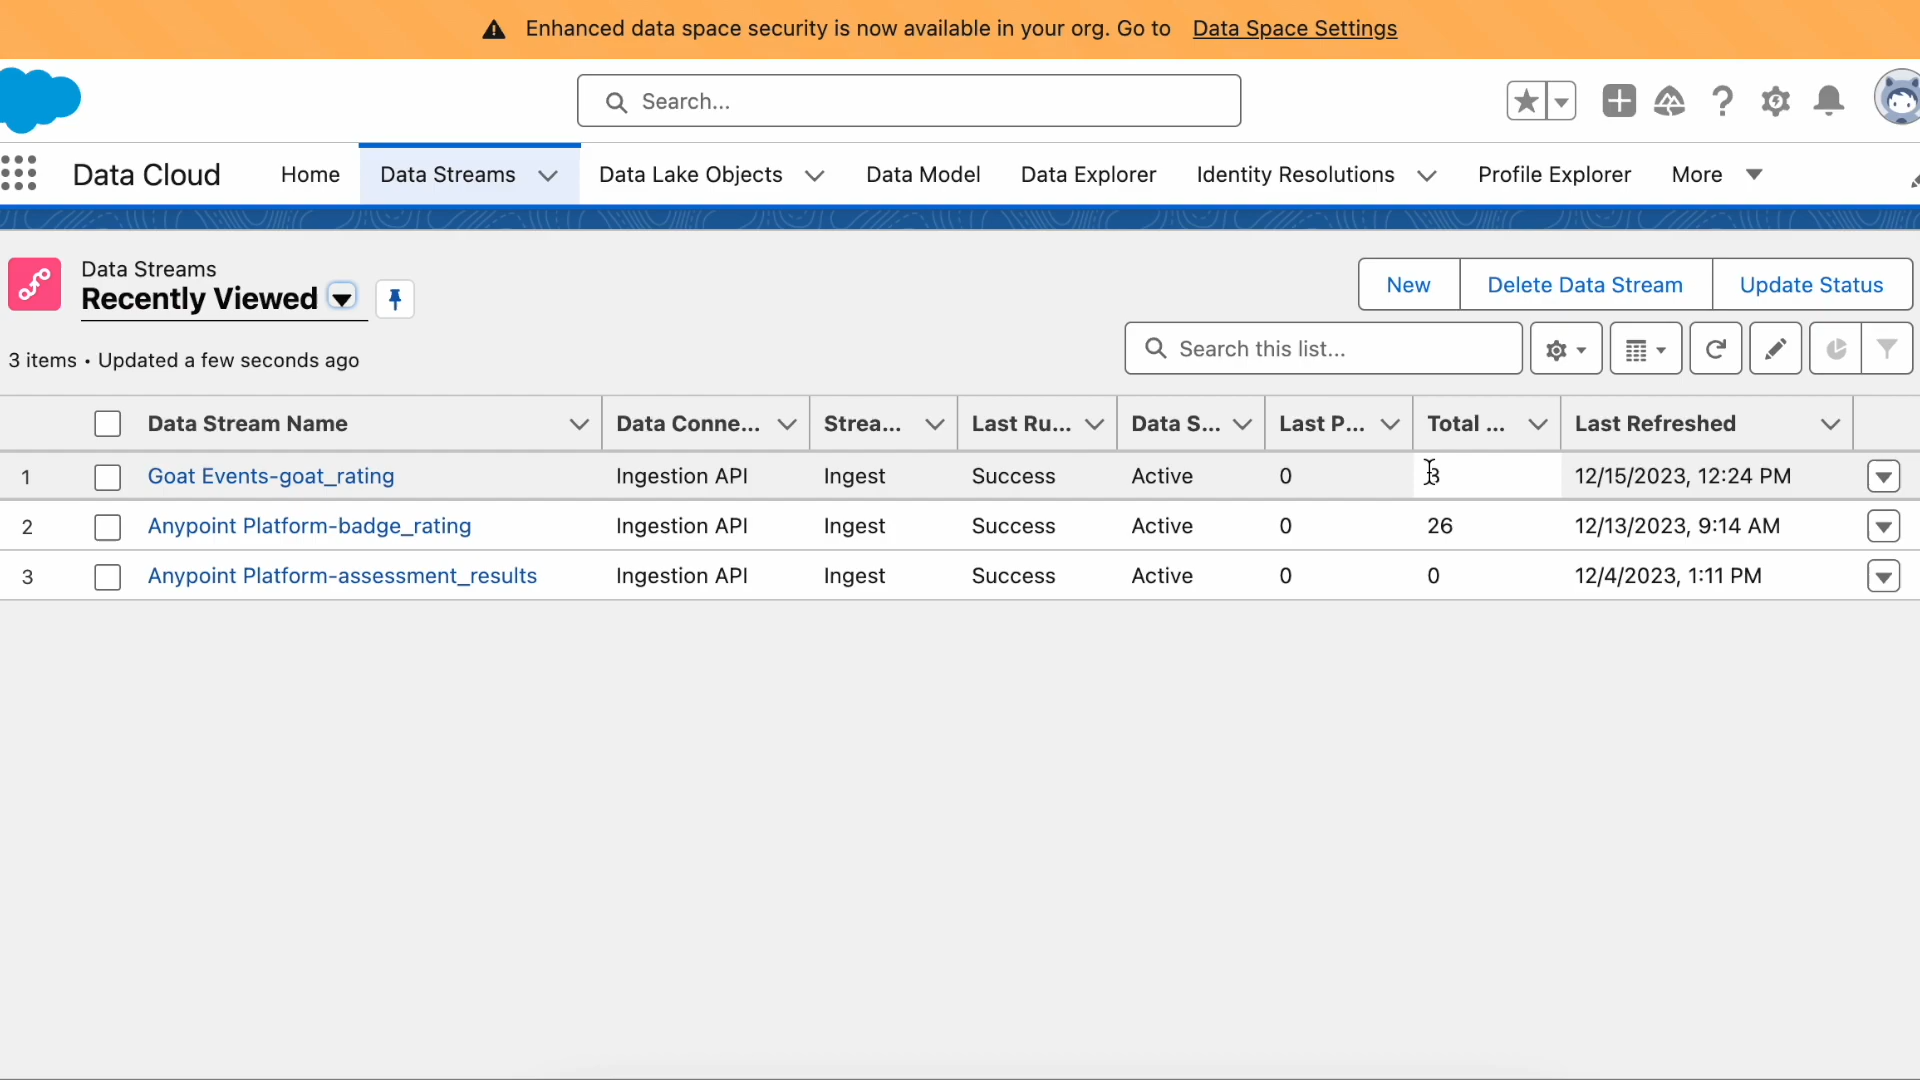 Enhanced data space security is now available in your org. Go to Data Space Settings
Search...
Data Cloud Home Data Streams Data Lake Objects Data Model Data Explorer Identity Resolutions Profile Explorer More
Data Streams
Recently Viewed
New Delete Data Stream Update Status
3 items • Updated a few seconds ago
Search this list...
Data Stream Name Data Conne... Strea... Last Ru... Data S... Last P... Total ... Last Refreshed
1 Goat Events-goat_rating Ingestion API Ingest Success Active 0 3 12/15/2023, 12:24 PM
2 Anypoint Platform-badge_rating Ingestion API Ingest Success Active 0 26 12/13/2023, 9:14 AM
3 Anypoint Platform-assessment_results Ingestion API Ingest Success Active 0 0 12/4/2023, 1:11 PM